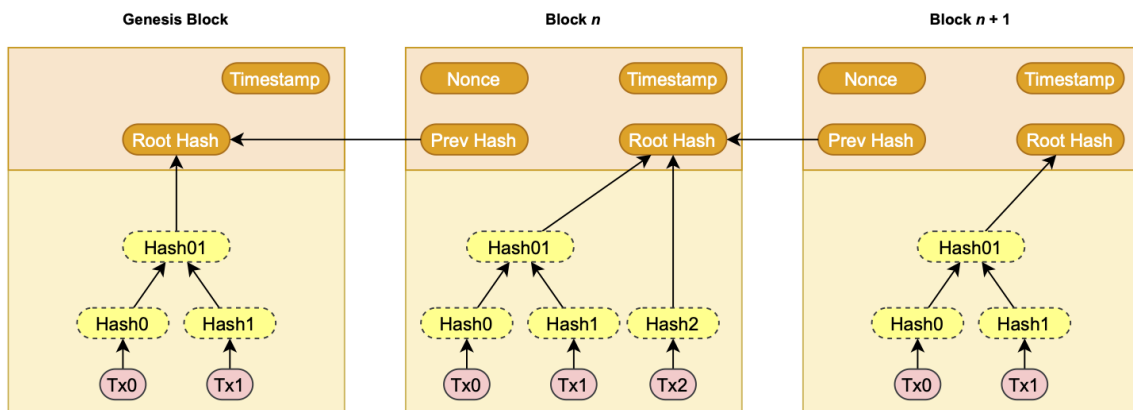 Genesis Block
Block n
Block n + 1
Timestamp
Nonce
Timestamp
Nonce
Timestamp
Root Hash
Prev Hash
Root Hash
Prev Hash
Root Hash
Hash01
Hash01
Hash01
Hash0
Hash1
Hash0
Hash1
Hash2
Hash0
Hash1
Tx0
Tx1
Tx0
Tx1
Tx2
Tx0
Tx1